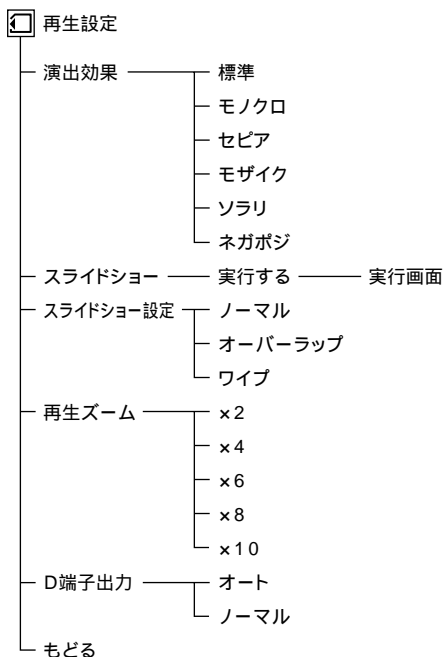 再生設定
演出効果 標準
モノクロ
セピア
モザイク
ソラリ
ネガポジ
スライドショー 実行する 実行画面
スライドショー設定 ノーマル
オーバーラップ
ワイプ
再生ズーム ×2
×4
×6
×8
×10
D端子出力 オート
ノーマル
もどる